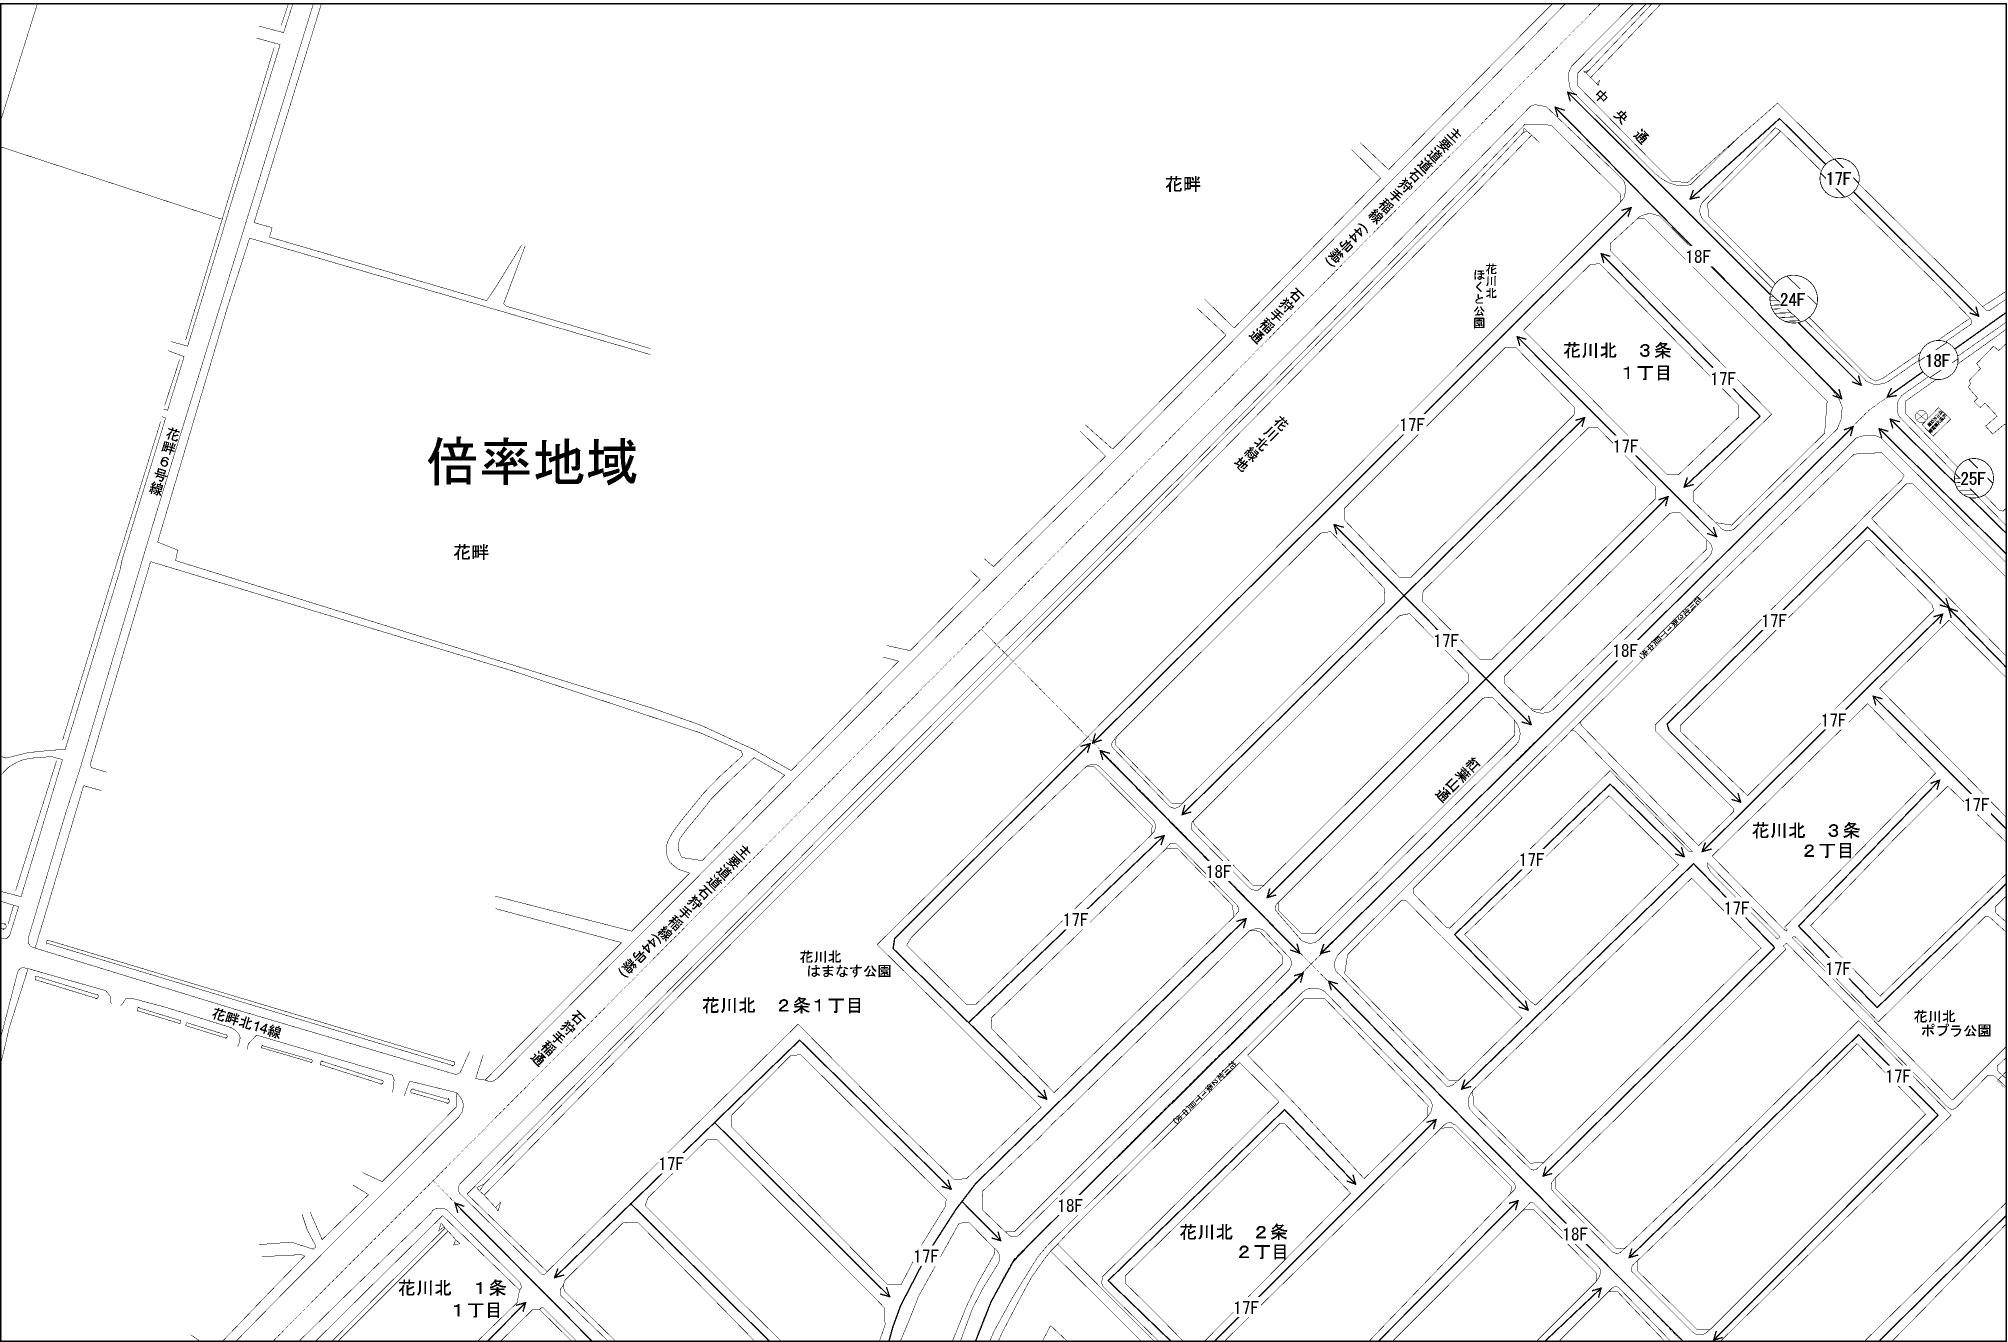 中央通
17F
主要道道石狩手稲線(44号線)
花畔
18F
花川北
ほくと公園
24F
石狩手稲通
花川北　３条
１丁目
18F
17F
17F
17F
花川北緑地
花畔６号線
倍率地域
25F
花畔
17F
17F
18F
17F
紅葉山通
17F
花川北　３条
２丁目
17F
18F
主要道道石狩手稲線(44号線)
17F
17F
花川北
はまなす公園
17F
花川北　２条１丁目
花畔北14線
石狩手稲通
花川北
ポプラ公園
17F
17F
18F
花川北　２条
２丁目
18F
17F
花川北　１条
１丁目
17F